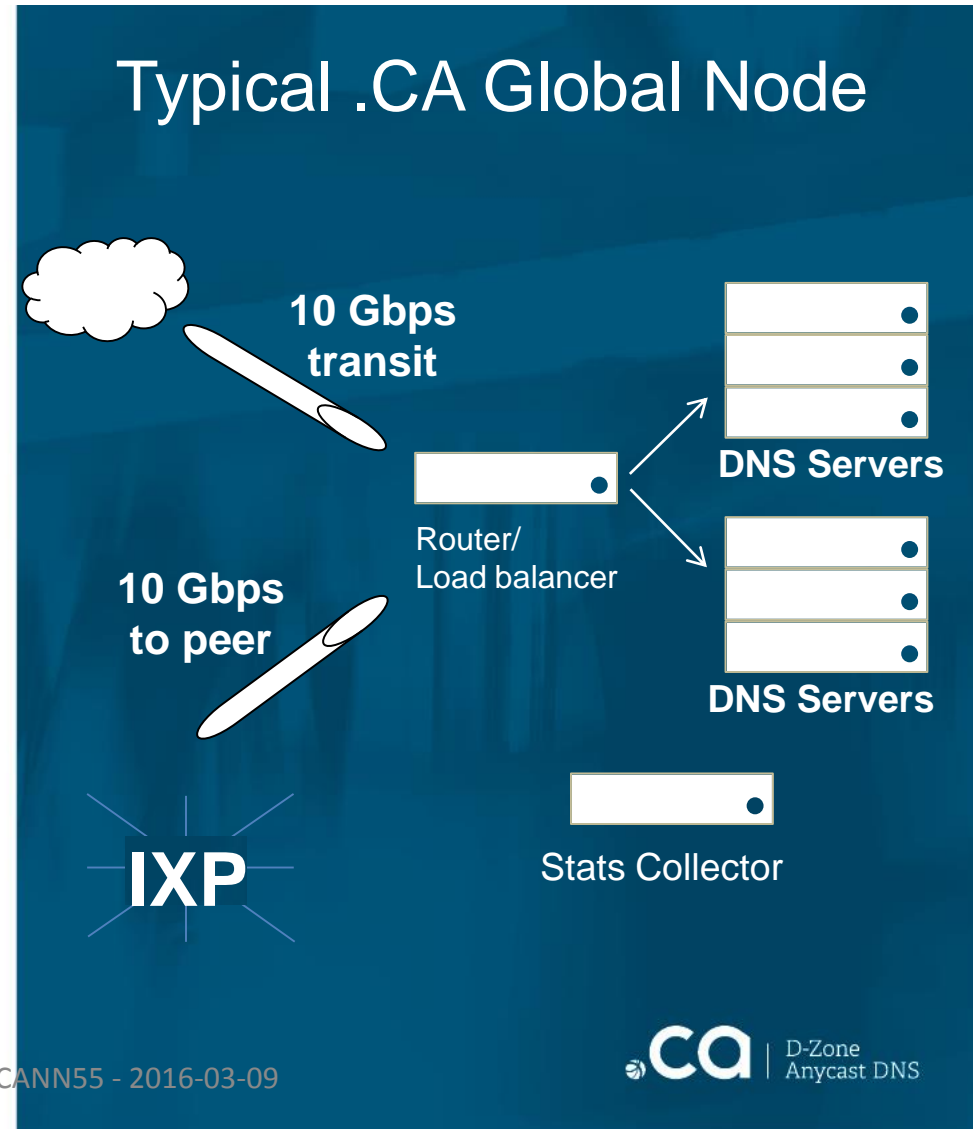 Typical .CA Global Node
10 Gbps
transit
DNS Servers
Router/
Load balancer
10 Gbps
to peer
DNS Servers
IXP
Stats Collector
CANN55 - 2016-03-09
.ca
D-Zone
Anycast DNS